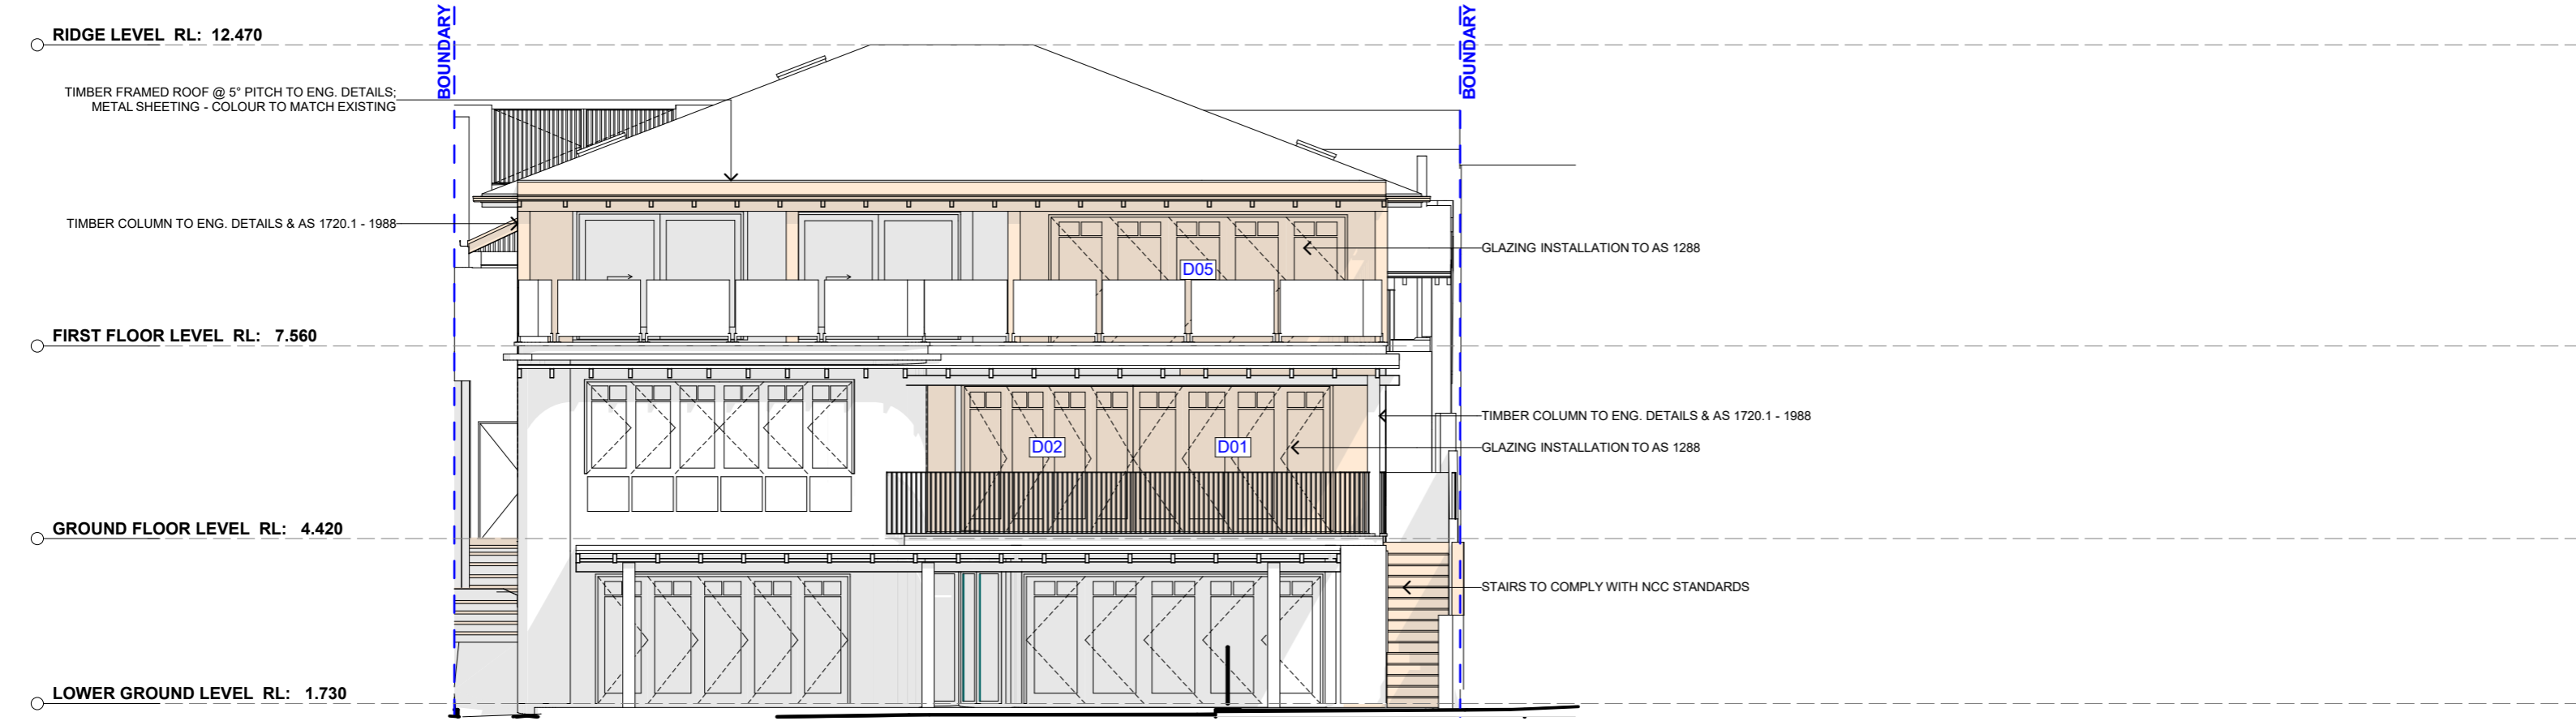 RIDGE LEVEL RL: 12.470
BOUNDARY
BOUNDARY
TIMBER FRAMED ROOF @ 5° PITCH TO ENG. DETAILS;
METAL SHEETING - COLOUR TO MATCH EXISTING
TIMBER COLUMN TO ENG. DETAILS & AS 1720.1 - 1988
GLAZING INSTALLATION TO AS 1288
D05
FIRST FLOOR LEVEL RL: 7.560
TIMBER COLUMN TO ENG. DETAILS & AS 1720.1 - 1988
D02
D01
GLAZING INSTALLATION TO AS 1288
GROUND FLOOR LEVEL RL: 4.420
STAIRS TO COMPLY WITH NCC STANDARDS
LOWER GROUND LEVEL RL: 1.730